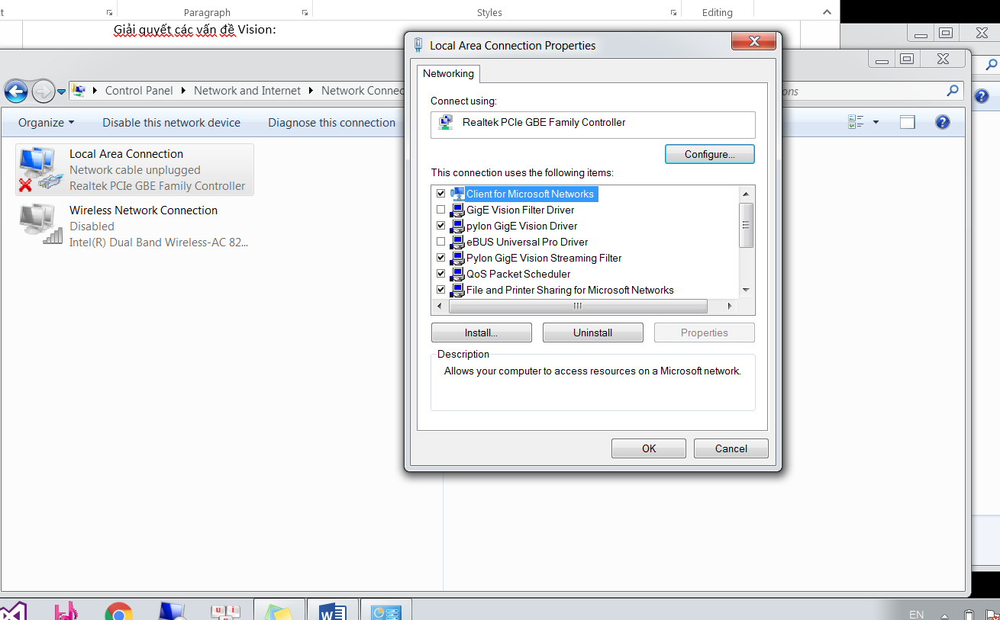 Paragraph
Styles
Editing
Giải quyết các vấn đề Vision:
Local Area Connection Properties
Control Panel
Network and Internet
Network Connec
Organize
Disable this network device
Diagnose this connection
Local Area Connection
Network cable unplugged
Realtek PCIe GBE Family Controller
Wireless Network Connection
Disabled
Intel(R) Dual Band Wireless-AC 82...
Networking
Connect using:
Realtek PCIe GBE Family Controller
Configure...
This connection uses the following items:
Client for Microsoft Networks
GigE Vision Filter Driver
pylon GigE Vision Driver
eBUS Universal Pro Driver
Pylon GigE Vision Streaming Filter
QoS Packet Scheduler
File and Printer Sharing for Microsoft Networks
Install...
Uninstall
Properties
Description
Allows your computer to access resources on a Microsoft network.
OK
Cancel
EN